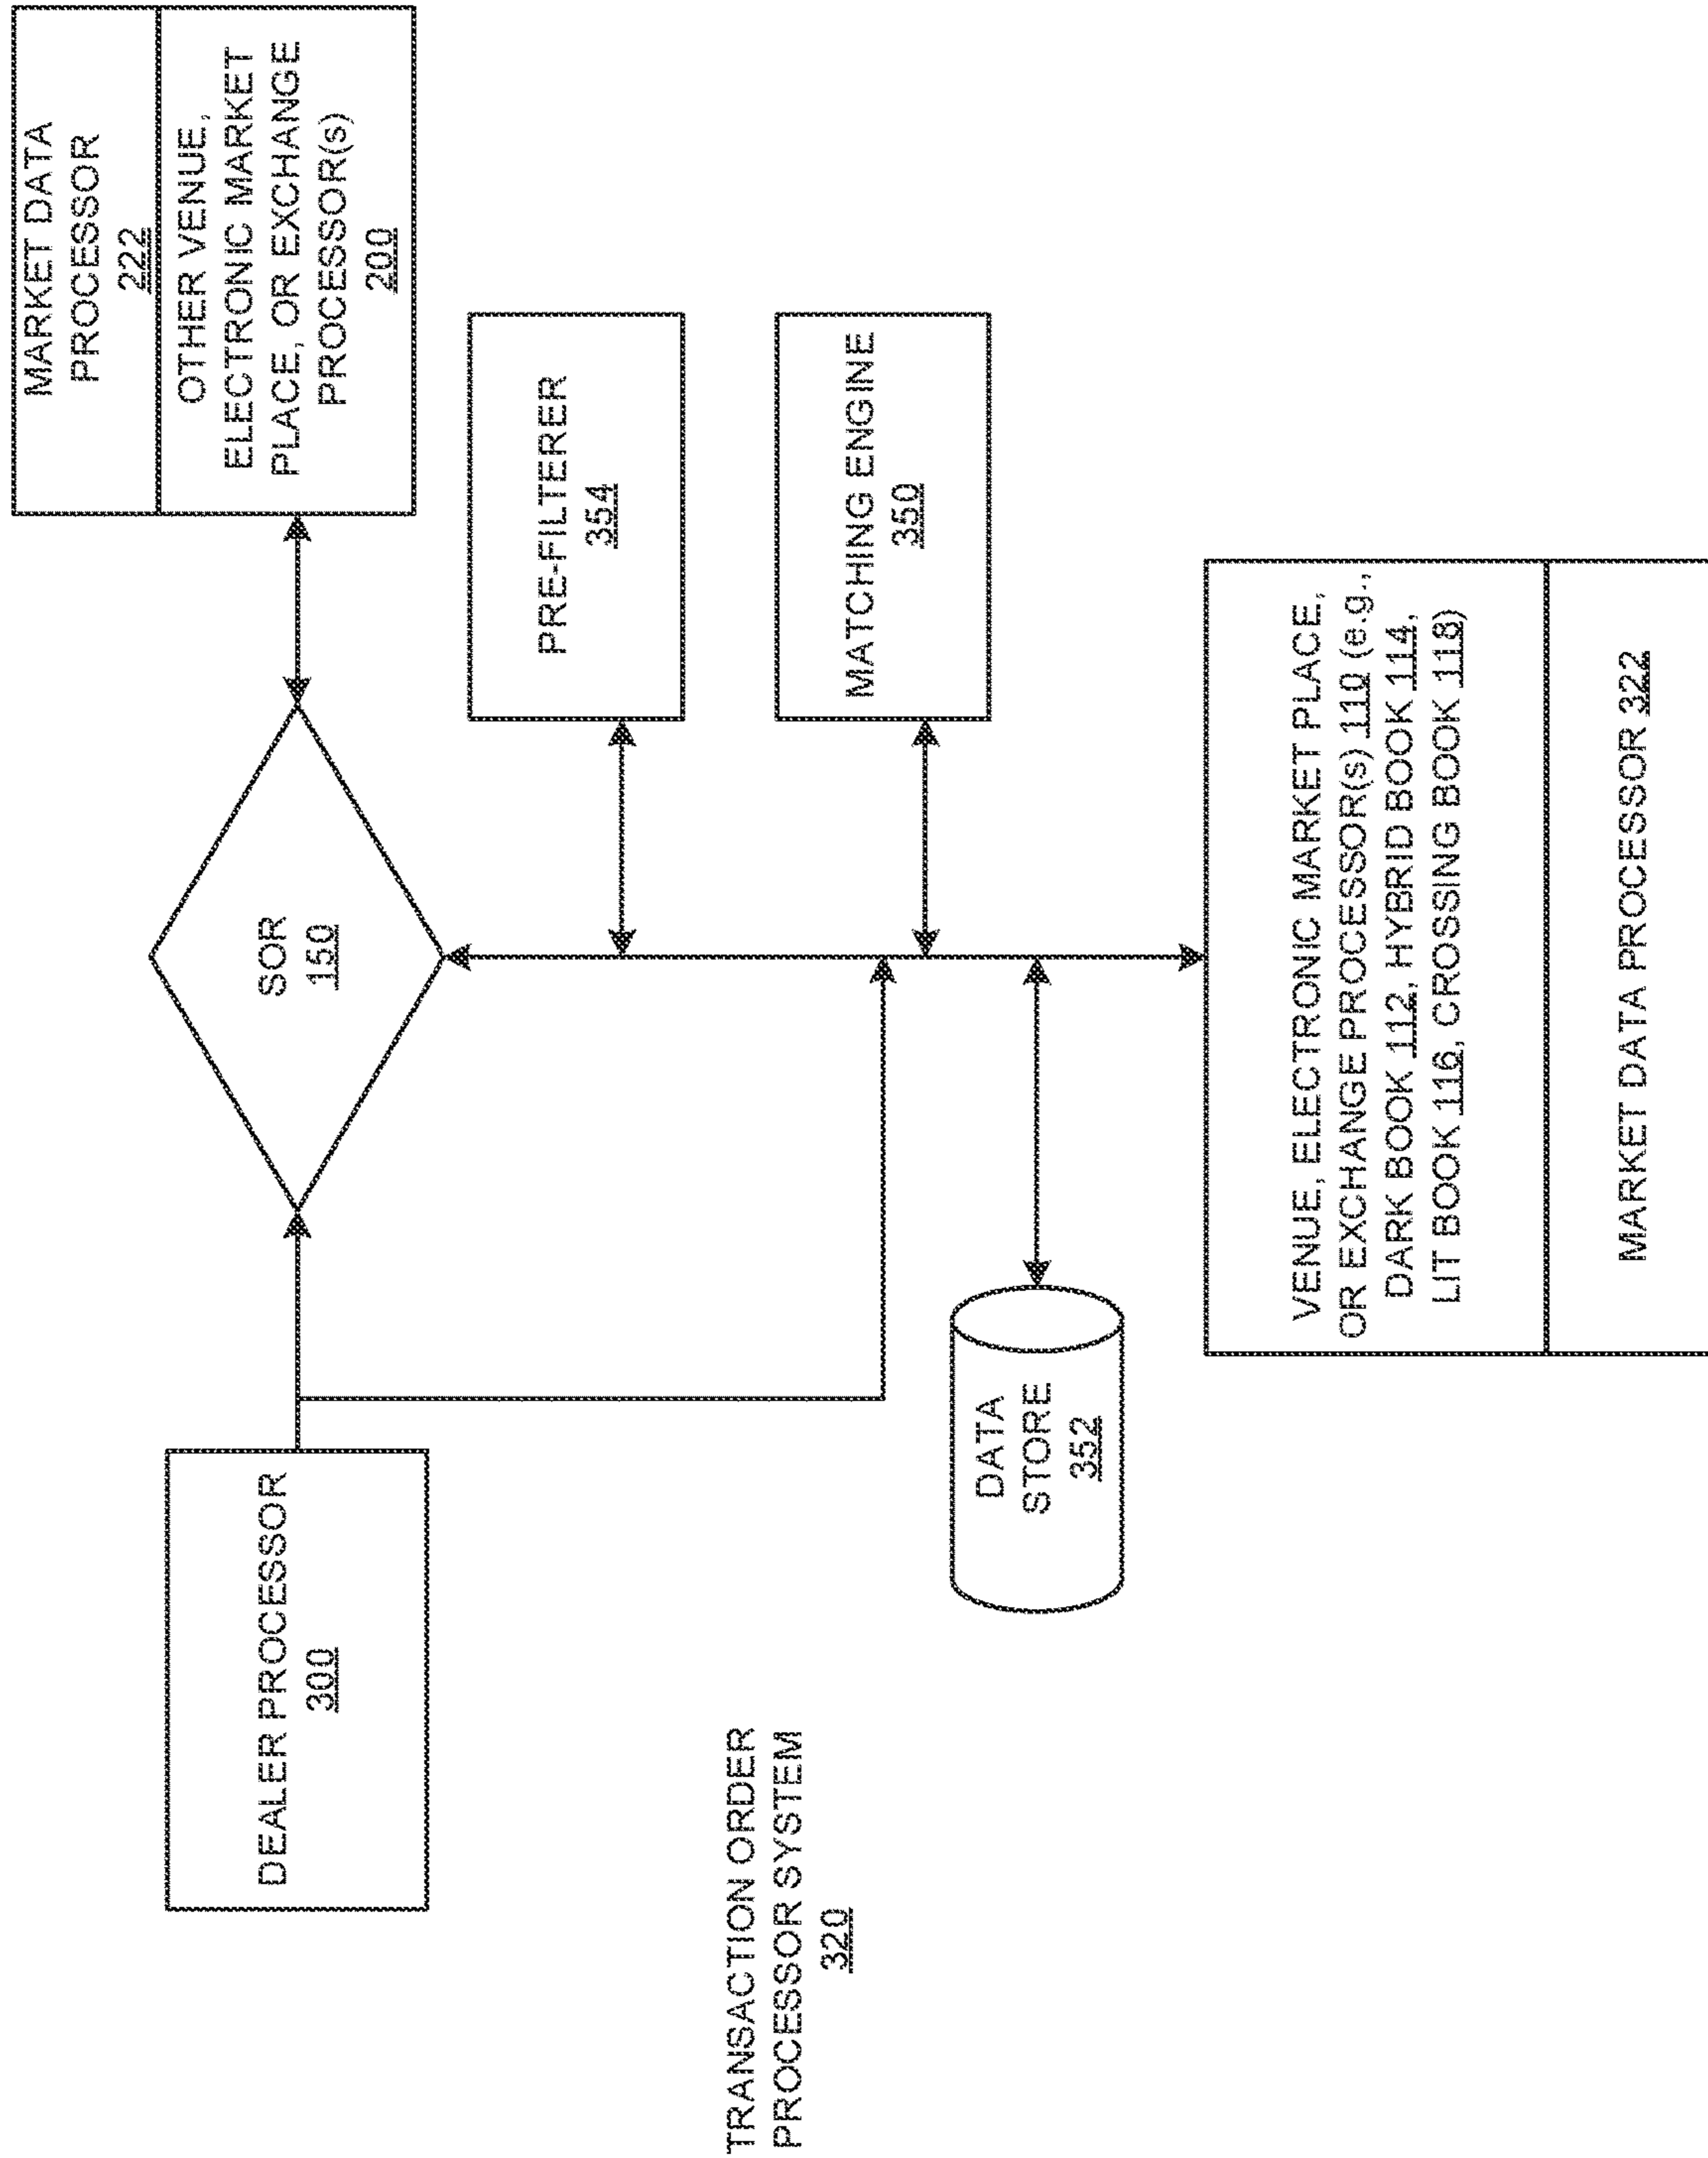 MARKET DATA
PROCESSOR
222
OTHER VENUE,
ELECTRONIC MARKET
PLACE, OR EXCHANGE
PROCESSOR(s)
200
SOR
150
DEALER PROCESSOR
300
PRE-FILTERER
354
MATCHING ENGINE
350
DATA
STORE
352
TRANSACTION ORDER
PROCESSOR SYSTEM
320
VENUE, ELECTRONIC MARKET PLACE,
OR EXCHANGE PROCESSOR(s) 110 (e.g.,
DARK BOOK 112, HYBRID BOOK 114,
LIT BOOK 116, CROSSING BOOK 118)
MARKET DATA PROCESSOR 322